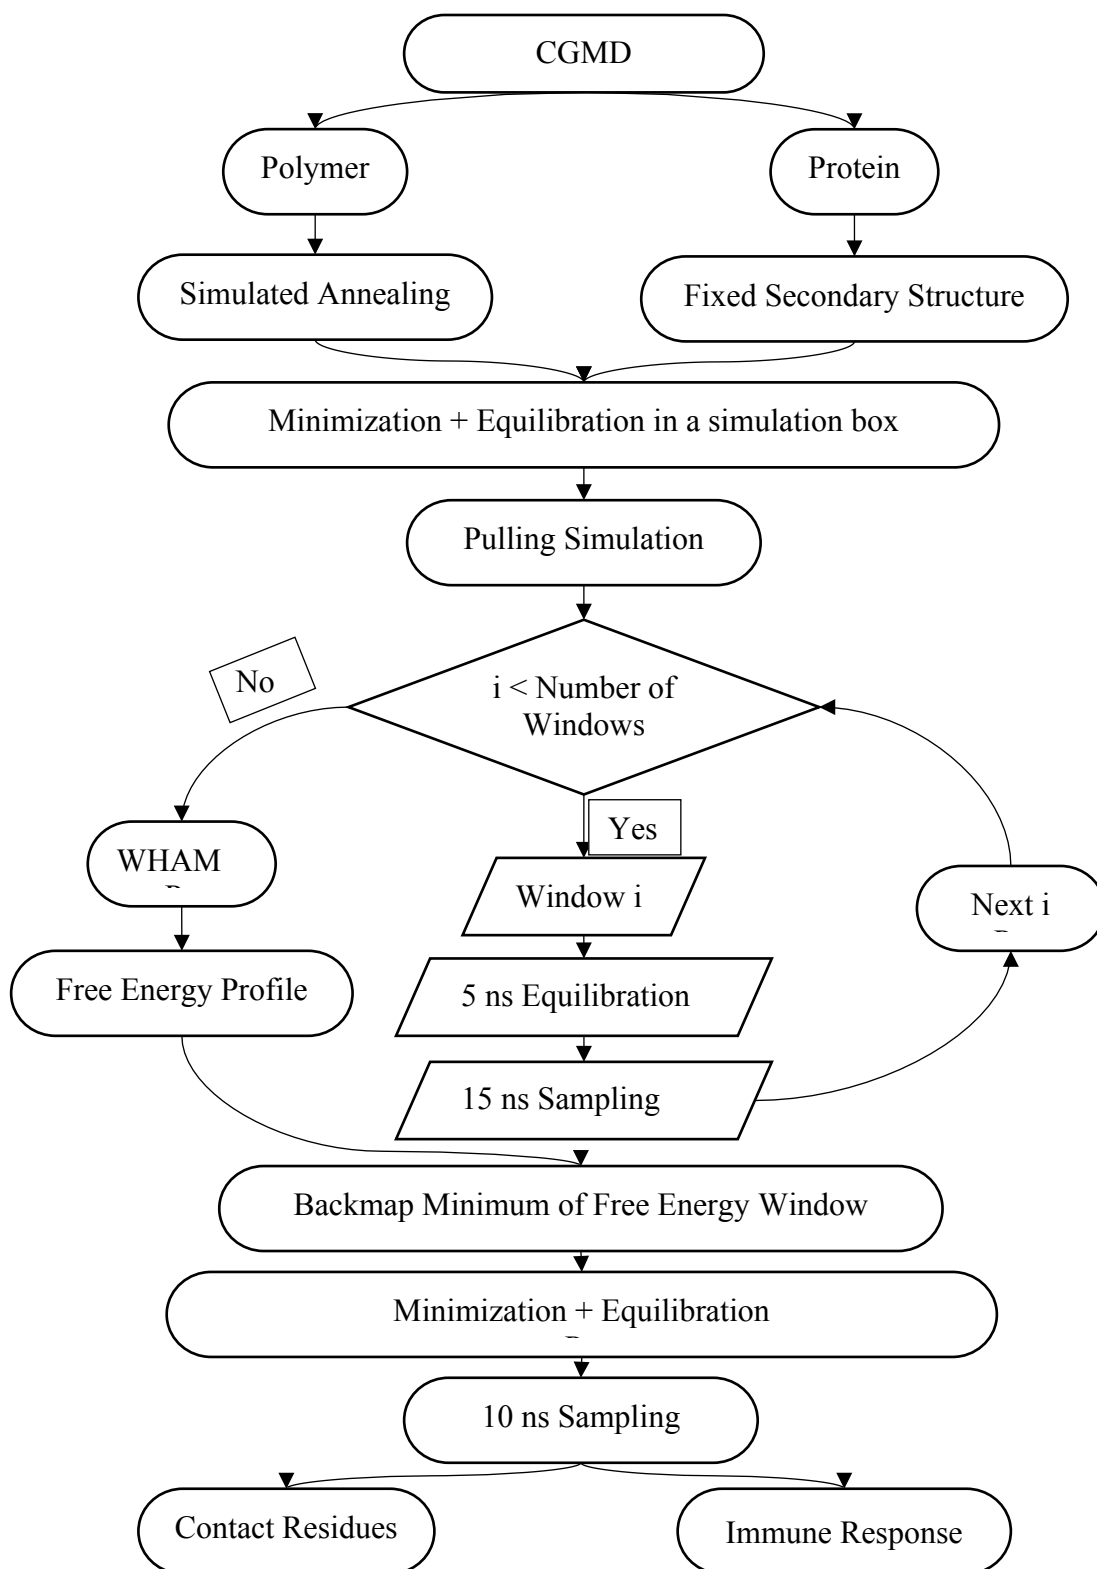 CGMD
Polymer
Protein
Simulated Annealing
Fixed Secondary Structure
Minimization + Equilibration in a simulation box
Pulling Simulation
No
i < Number of
Windows
Yes
WHAM
Window i
Next i
Free Energy Profile
5 ns Equilibration
15 ns Sampling
Backmap Minimum of Free Energy Window
Minimization + Equilibration
10 ns Sampling
Contact Residues
Immune Response